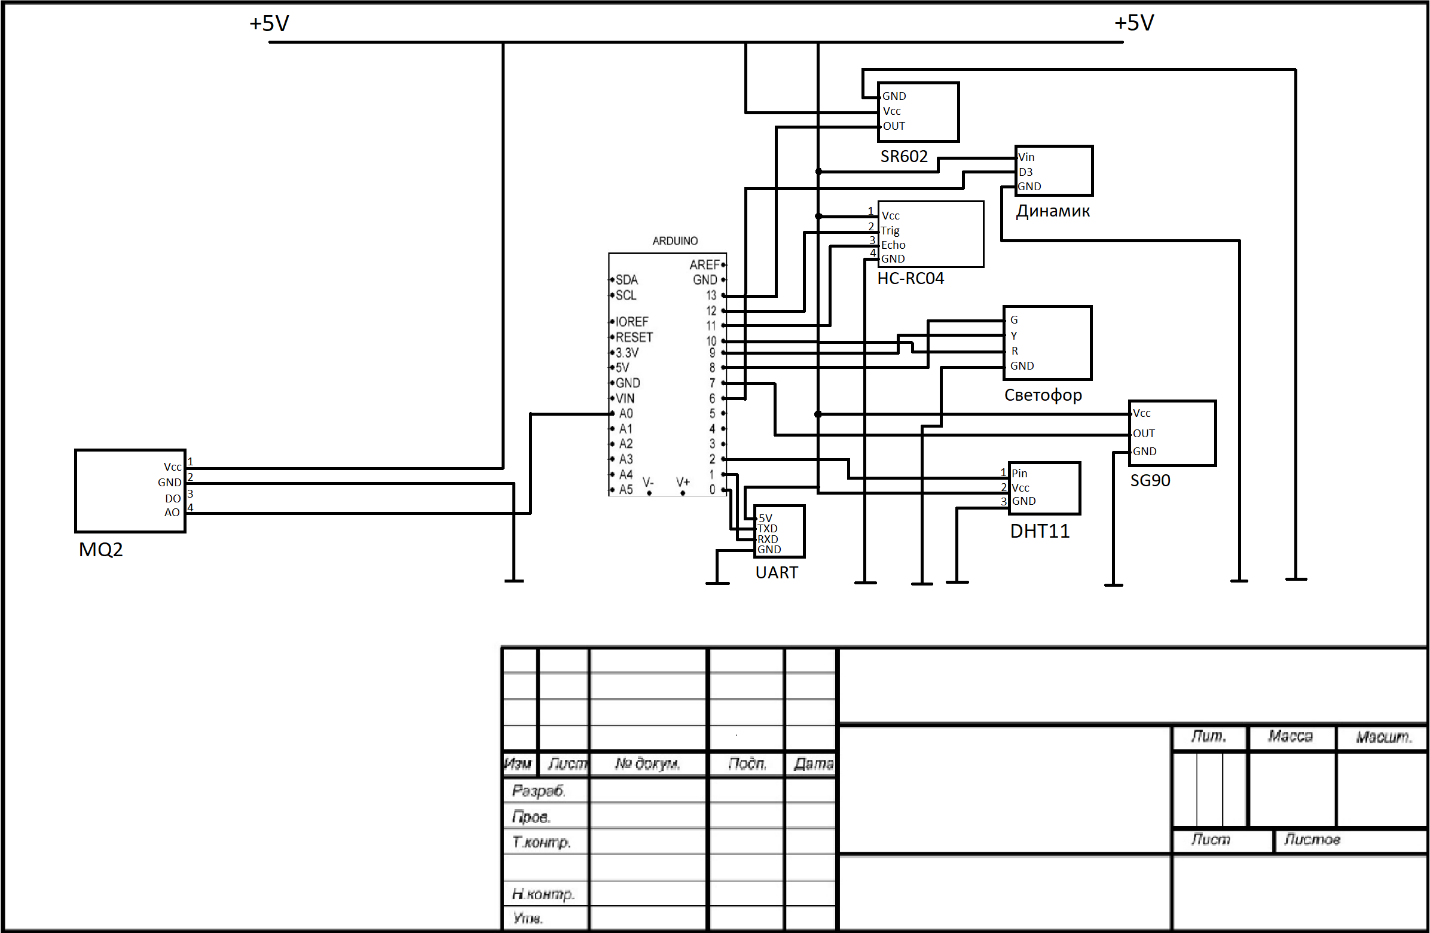 +5V
+5V
GND
Vcc
OUT
SR602
Vin
D3
GND
Динамик
1 Vcc
2 Trig
3 Echo
4 GND
HC-RC04
ARDUINO
AREF
SDA GND
SCL 13
12
IOREF 11
RESET 10
3.3V 9
5V 8
GND 7
VIN 6
A0 5
A1 4
A2 3
A3 2
A4 V- V+ 1
A5 0
G
Y
R
GND
Светофор
Vcc
OUT
GND
SG90
Vcc 1
GND 2
DO 3
AO 4
MQ2
1 Pin
2 Vcc
3 GND
DHT11
5V
TXD
RXD
GND
UART
Лит. Масса Масшт.
Изм Лист № докум. Подп. Дата
Разраб.
Пров.
Т.контр.
Лист Листов
Н.контр.
Утв.